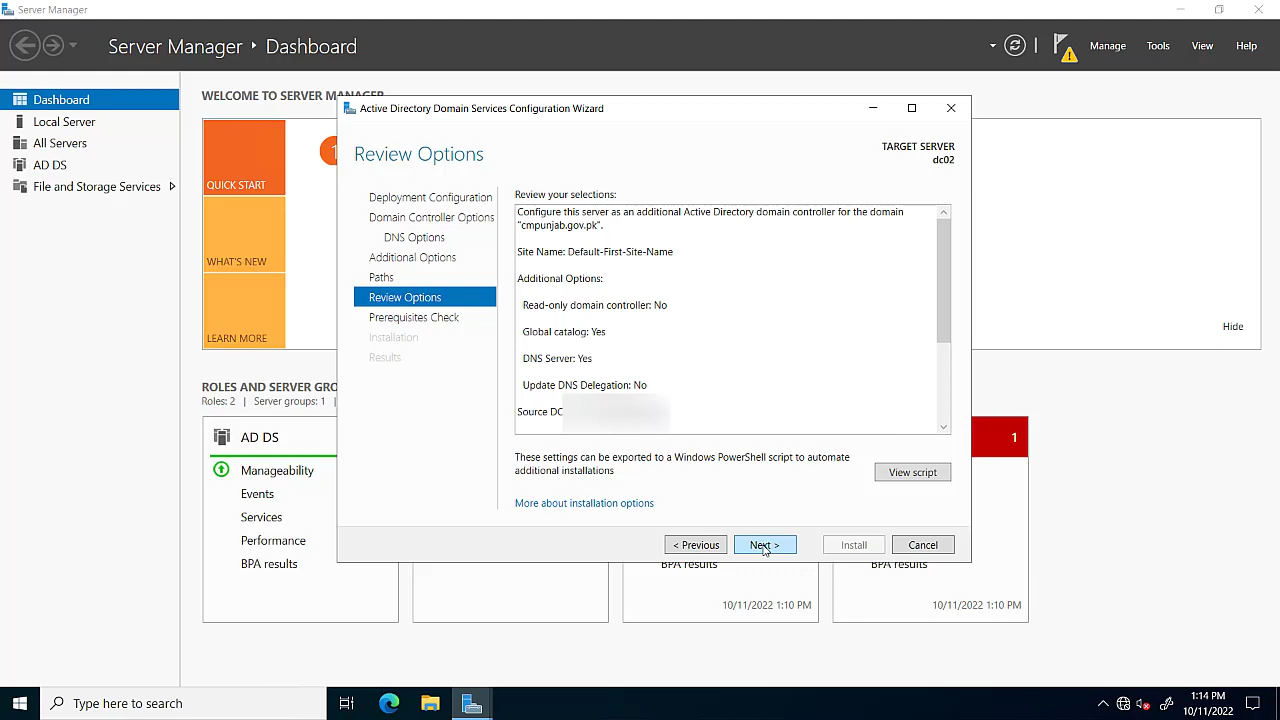 Server Manager
Server Manager ‣ Dashboard
Manage Tools View Help
Dashboard
Local Server
All Servers
AD DS
File and Storage Services
WELCOME TO SERVER MANAGER
QUICK START
WHAT'S NEW
LEARN MORE
1
Hide
ROLES AND SERVER GRO
Roles: 2 | Server groups: 1 |
AD DS
Manageability
Events
Services
Performance
BPA results
Active Directory Domain Services Configuration Wizard
Review Options
TARGET SERVER
dc02
Deployment Configuration
Domain Controller Options
DNS Options
Additional Options
Paths
Review Options
Prerequisites Check
Installation
Results
Review your selections:
Configure this server as an additional Active Directory domain controller for the domain
"cmpunjab.gov.pk".
Site Name: Default-First-Site-Name
Additional Options:
Read-only domain controller: No
Global catalog: Yes
DNS Server: Yes
Update DNS Delegation: No
Source DC
These settings can be exported to a Windows PowerShell script to automate
additional installations
View script
More about installation options
< Previous
Next >
Install
Cancel
1
BPA results
10/11/2022 1:10 PM
BPA results
10/11/2022 1:10 PM
Type here to search
1:14 PM
10/11/2022